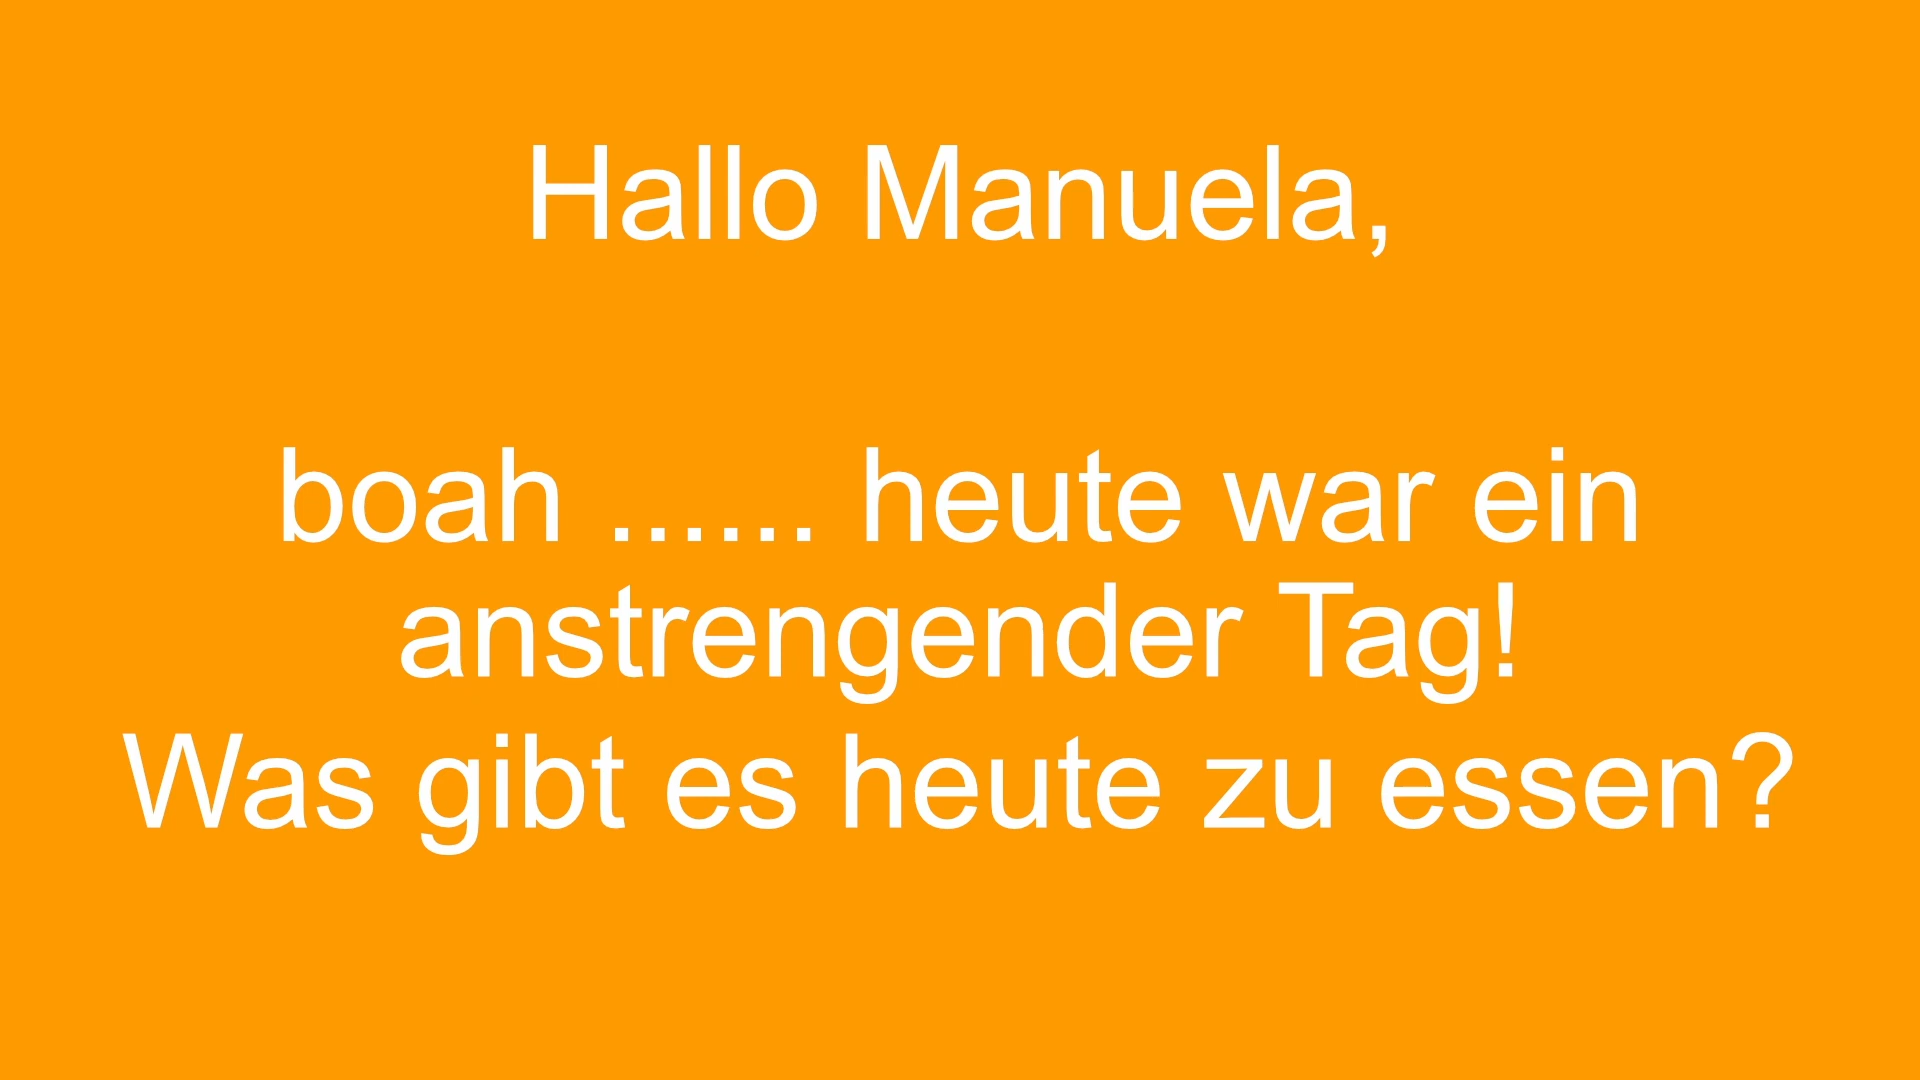 Hallo Manuela,
boah ...... heute war ein
anstrengender Tag!
Was gibt es heute zu essen?